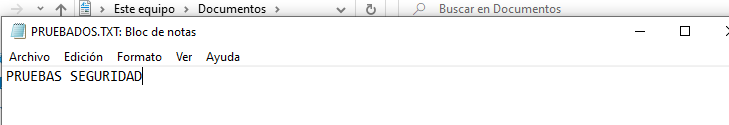 Este equipo > Documentos >
Buscar en Documentos
PRUEBADOS.TXT: Bloc de notas
Archivo Edición Formato Ver Ayuda
PRUEBAS SEGURIDAD